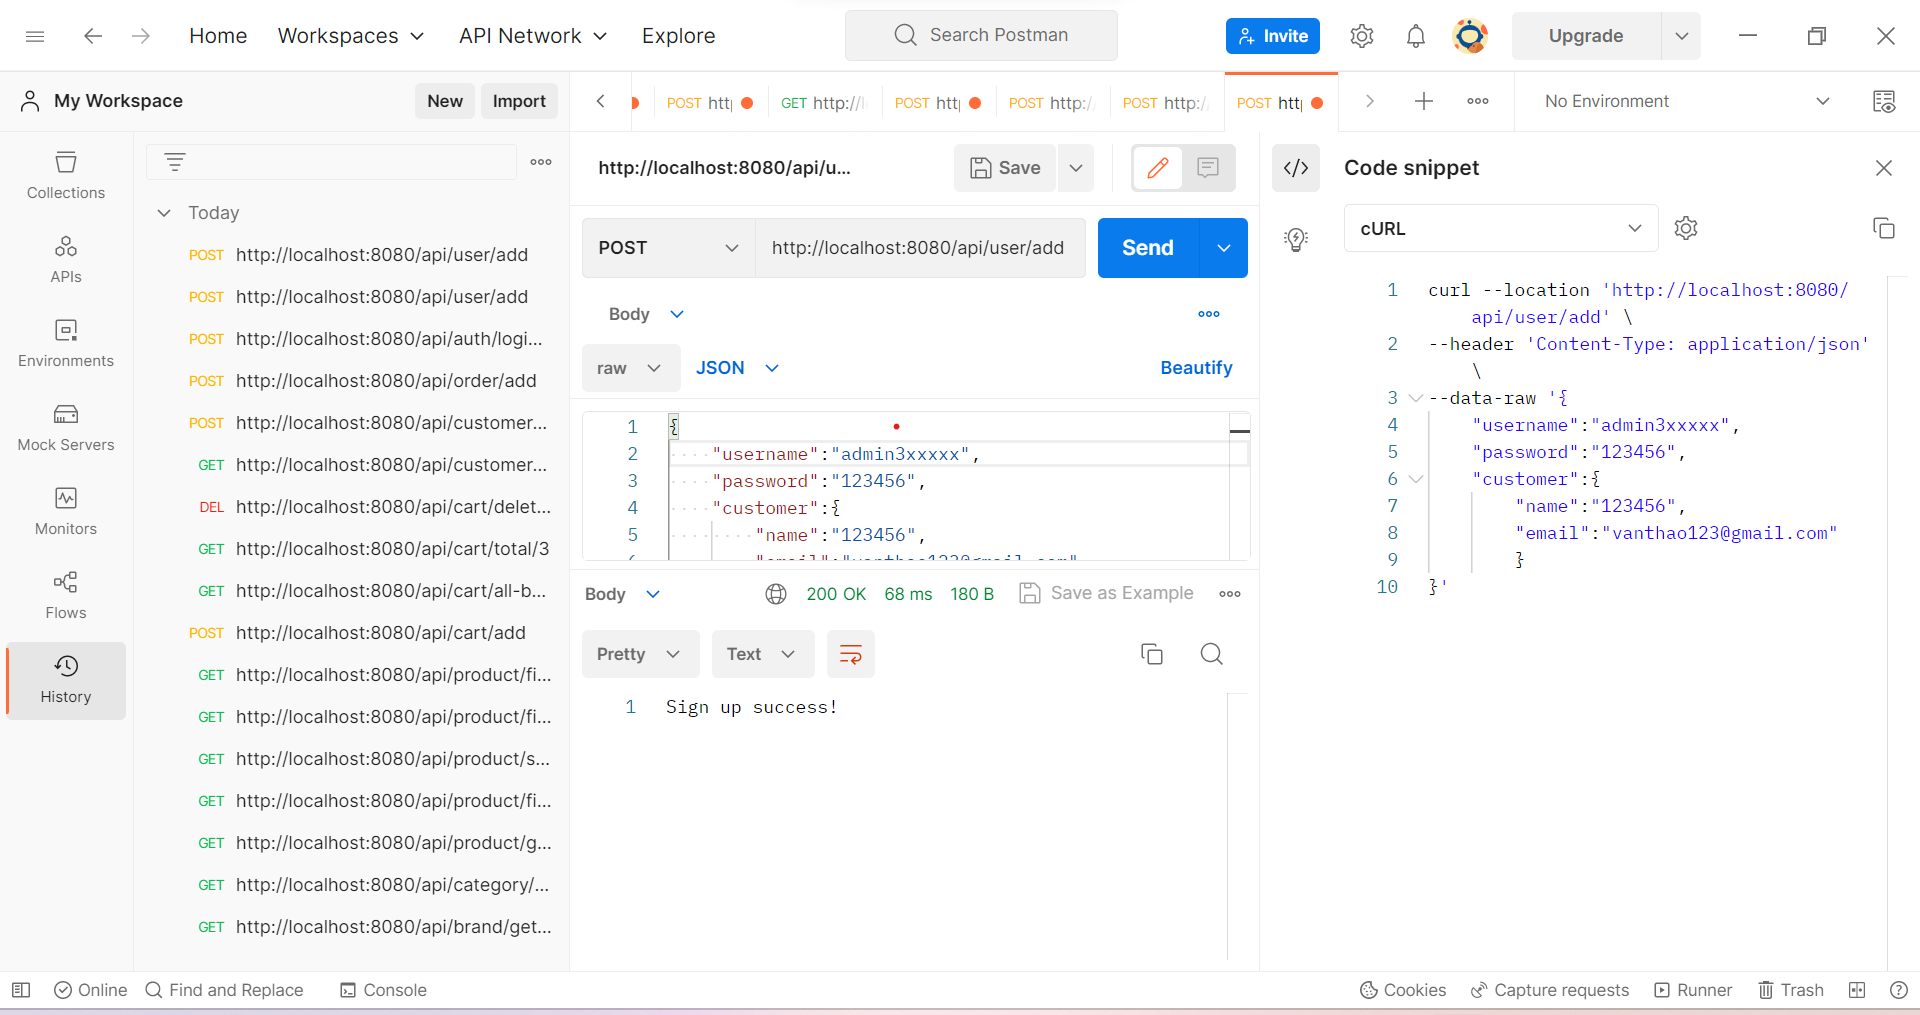 Home Workspaces API Network Explore Search Postman Invite Upgrade
My Workspace New Import
POST htt GET http://l POST htt POST http:/ POST http:/ POST htt No Environment
Collections
APIs
Environments
Mock Servers
Monitors
Flows
History
Today
POST http://localhost:8080/api/user/add
POST http://localhost:8080/api/user/add
POST http://localhost:8080/api/auth/logi...
POST http://localhost:8080/api/order/add
POST http://localhost:8080/api/customer...
GET http://localhost:8080/api/customer...
DEL http://localhost:8080/api/cart/delet...
GET http://localhost:8080/api/cart/total/3
GET http://localhost:8080/api/cart/all-b...
POST http://localhost:8080/api/cart/add
GET http://localhost:8080/api/product/fi...
GET http://localhost:8080/api/product/fi...
GET http://localhost:8080/api/product/s...
GET http://localhost:8080/api/product/fi...
GET http://localhost:8080/api/product/g...
GET http://localhost:8080/api/category/...
GET http://localhost:8080/api/brand/get...
http://localhost:8080/api/u... Save
POST http://localhost:8080/api/user/add Send
Body
raw JSON Beautify
1 {
2 "username":"admin3xxxxx",
3 "password":"123456",
4 "customer":{
5 "name":"123456",
6 "email":"vanthao123@gmail.com"
Body 200 OK 68 ms 180 B Save as Example
Pretty Text
1 Sign up success!
Code snippet
cURL
1 curl --location 'http://localhost:8080/
api/user/add' \
2 --header 'Content-Type: application/json'
\
3 --data-raw '{
4 "username":"admin3xxxxx",
5 "password":"123456",
6 "customer":{
7 "name":"123456",
8 "email":"vanthao123@gmail.com"
9 }
10 }'
Online Find and Replace Console Cookies Capture requests Runner Trash